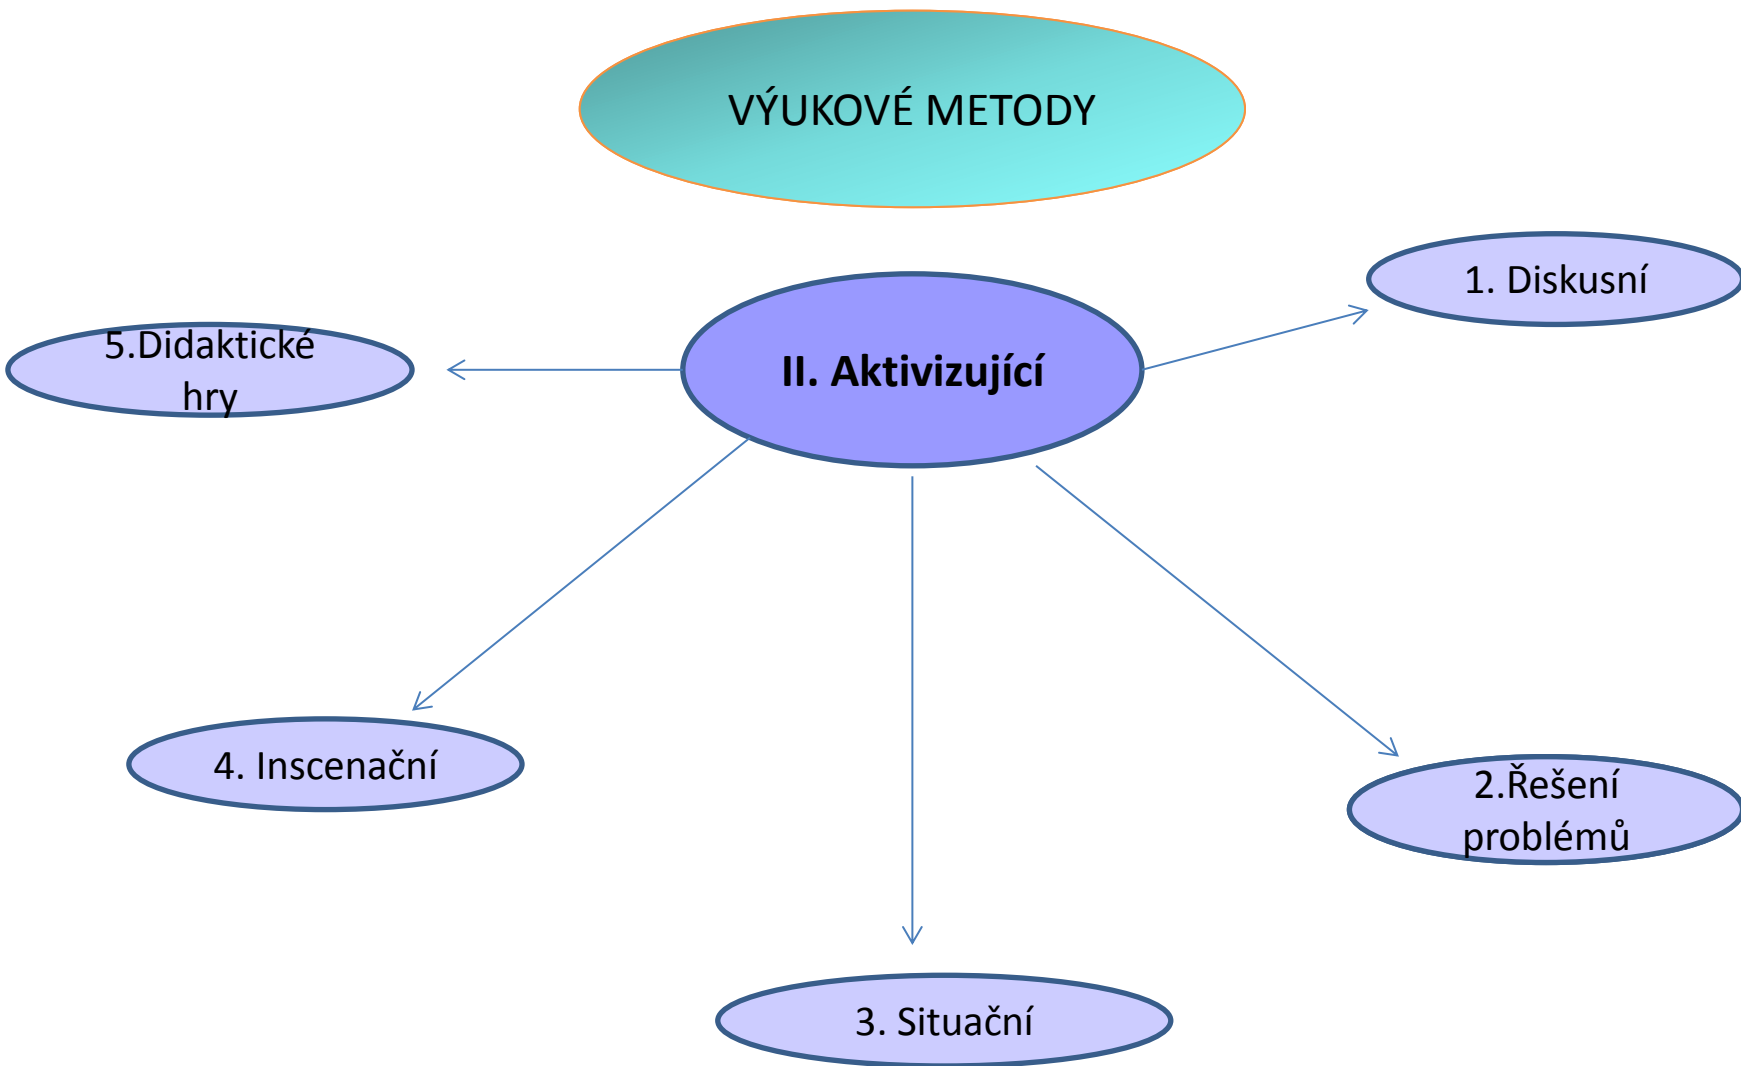 VÝUKOVÉ METODY
II. Aktivizující
1. Diskusní
2.Řešení
problémů
3. Situační
4. Inscenační
5.Didaktické
hry